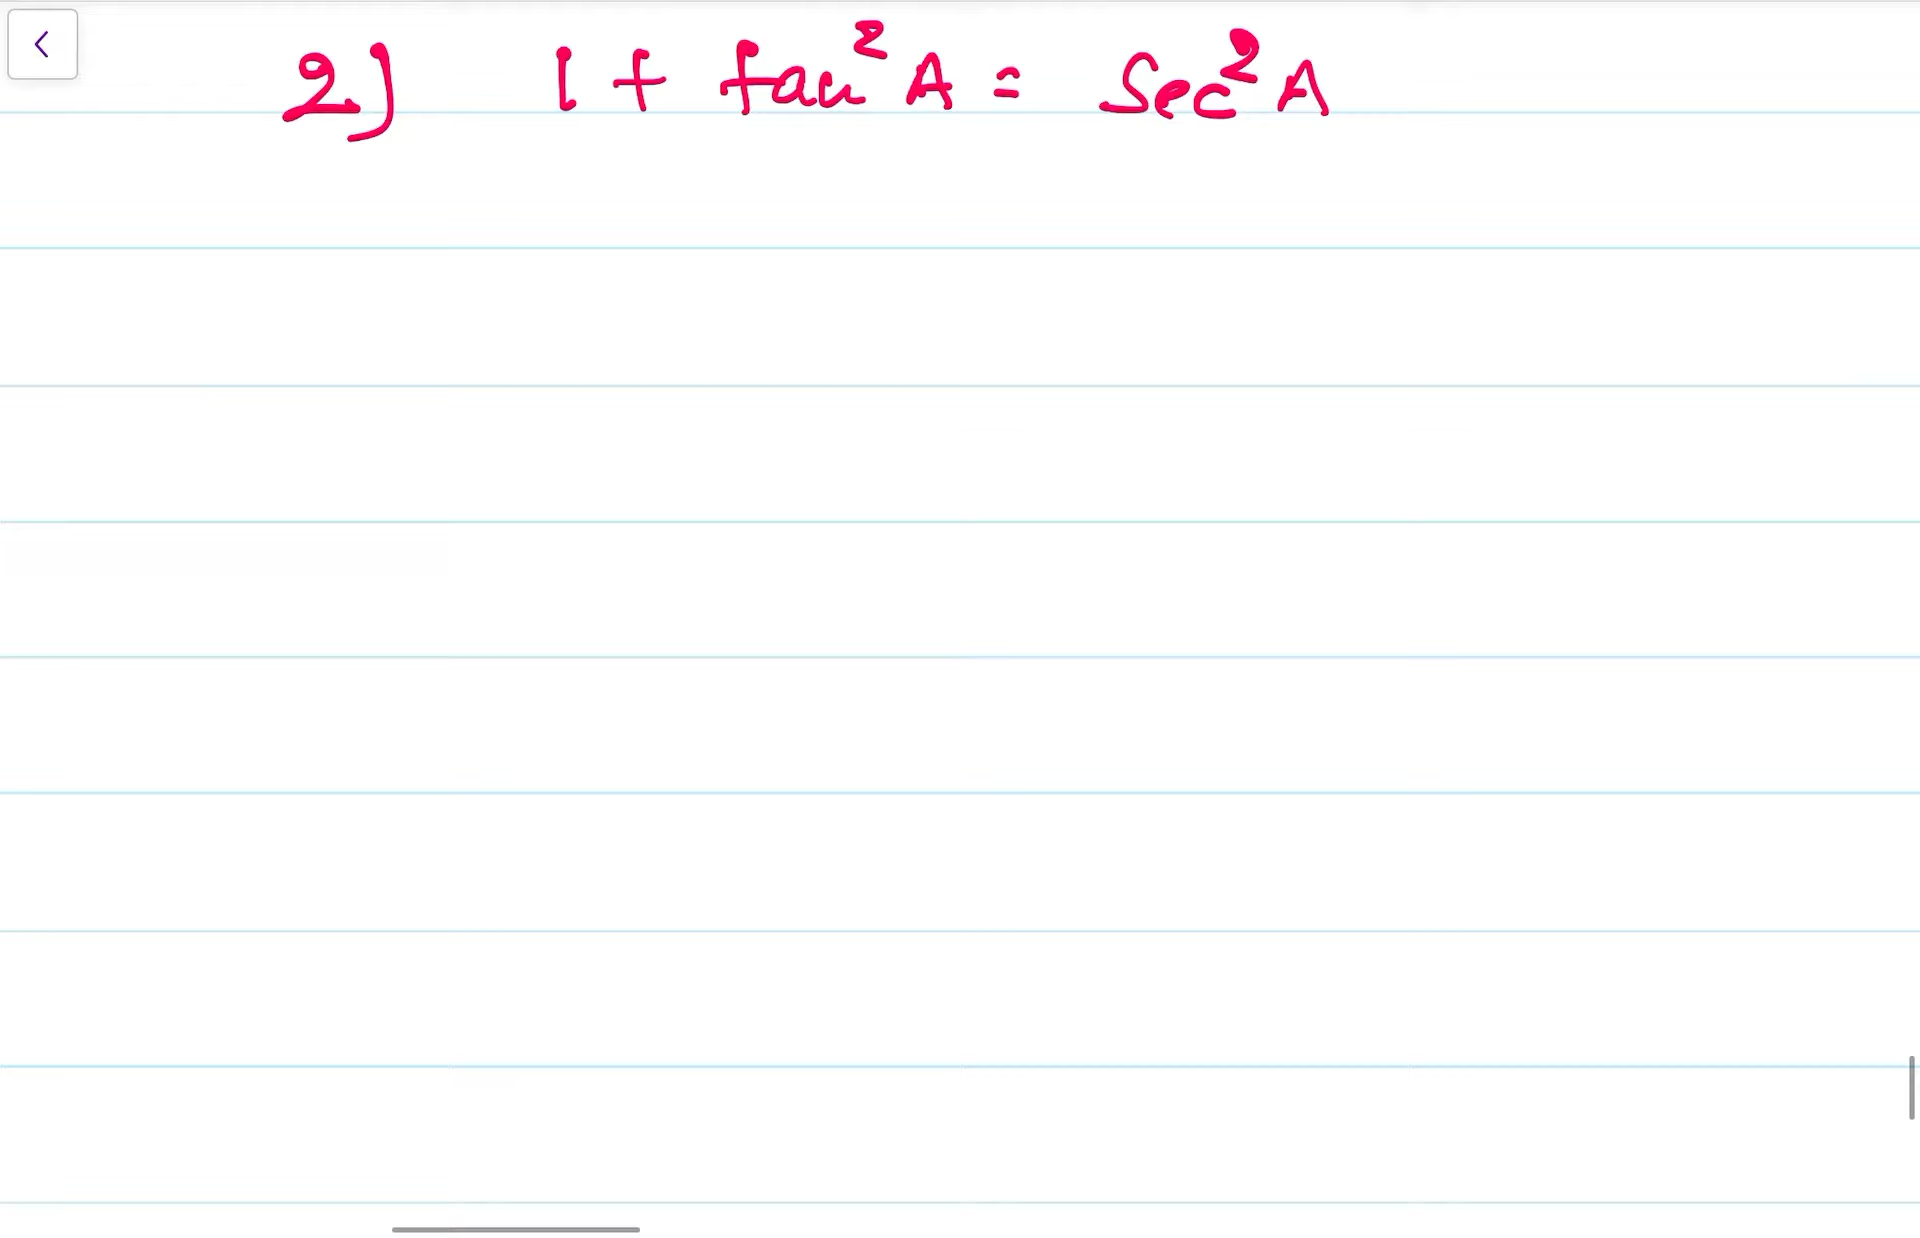 2) 1 + tan²A = Sec²A